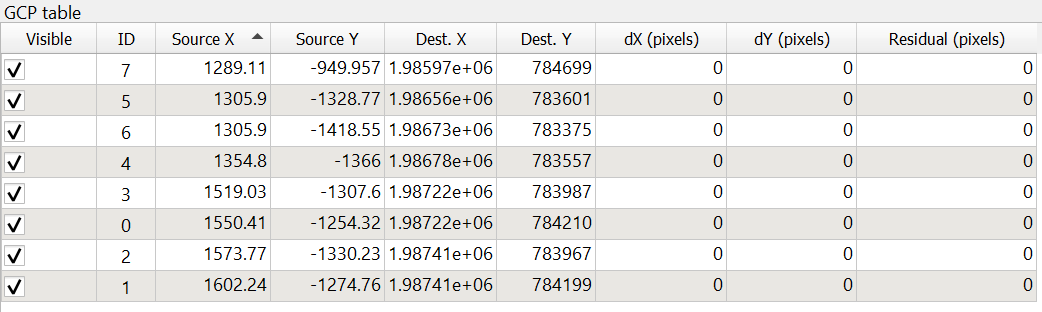 GCP table
Visible ID Source X Source Y Dest. X Dest. Y dX (pixels) dY (pixels) Residual (pixels)
7 1289.11 -949.957 1.98597e+06 784699 0 0 0
5 1305.9 -1328.77 1.98656e+06 783601 0 0 0
6 1305.9 -1418.55 1.98673e+06 783375 0 0 0
4 1354.8 -1366 1.98678e+06 783557 0 0 0
3 1519.03 -1307.6 1.98722e+06 783987 0 0 0
0 1550.41 -1254.32 1.98722e+06 784210 0 0 0
2 1573.77 -1330.23 1.98741e+06 783967 0 0 0
1 1602.24 -1274.76 1.98741e+06 784199 0 0 0